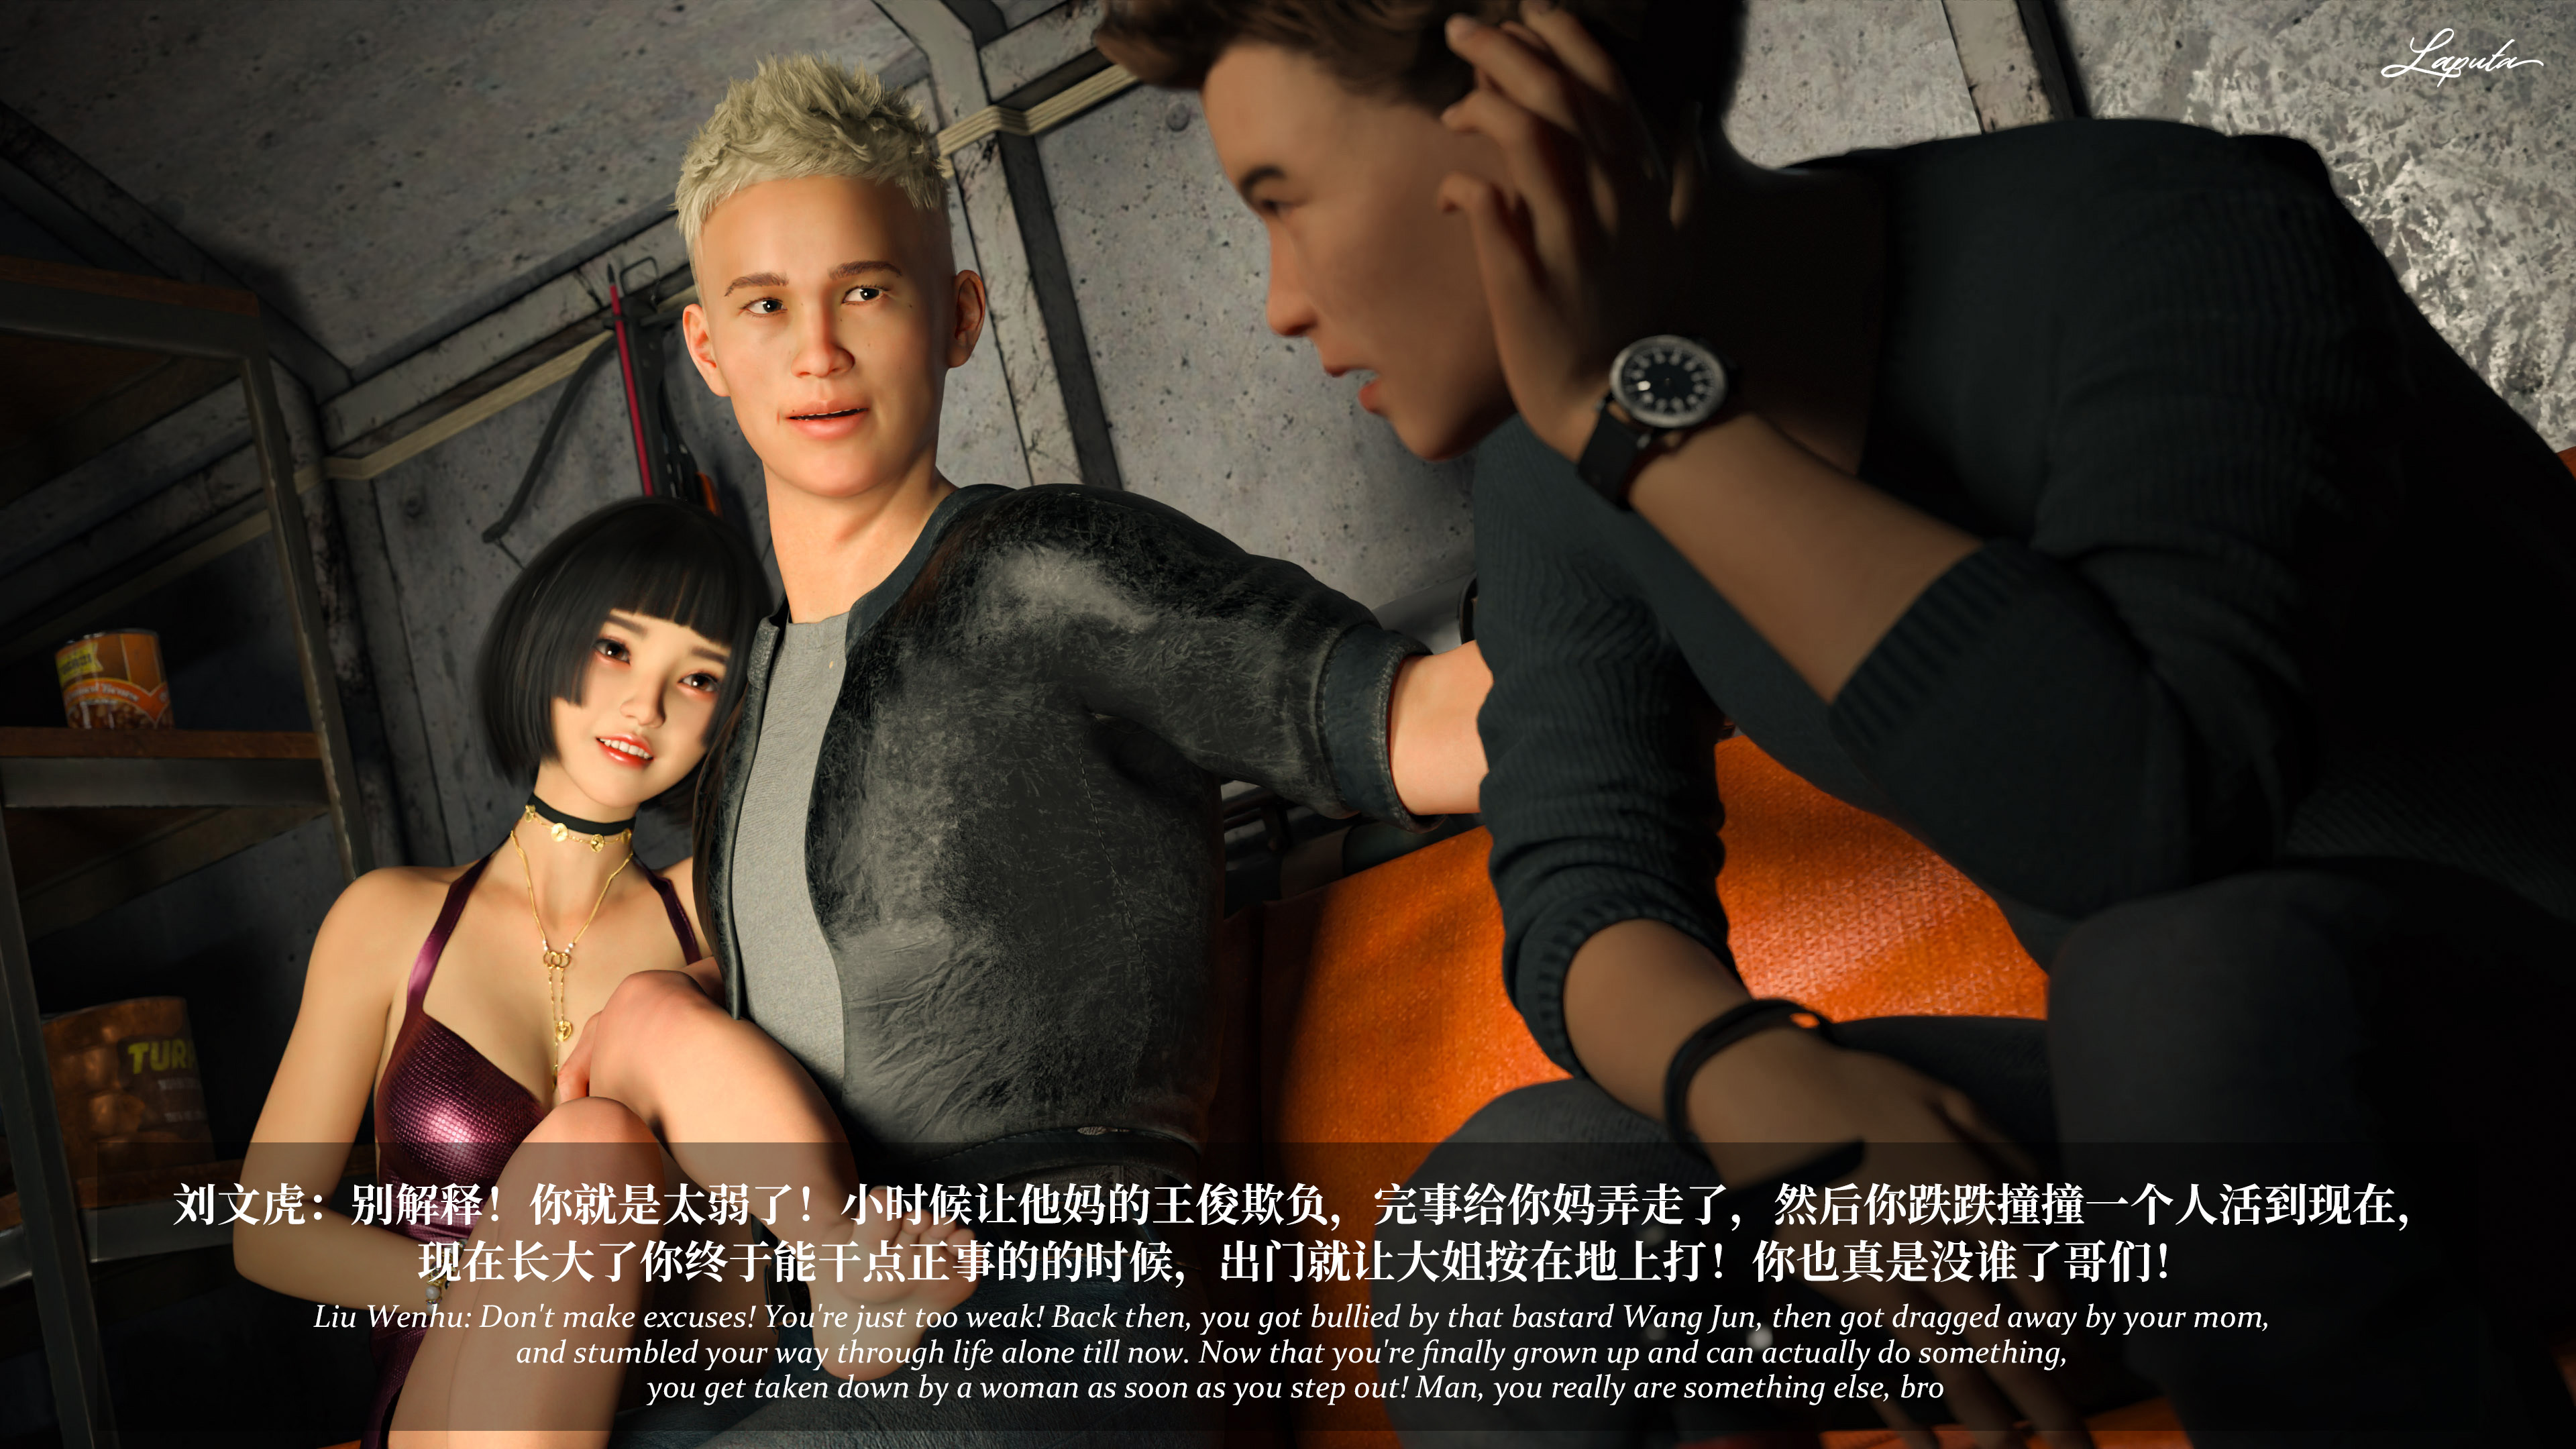 Laputa
TUR
刘文虎：别解释！你就是太弱了！小时候让他妈的王俊欺负，完事给你妈弄走了，然后你跌跌撞撞一个人活到现在，
现在长大了你终于能干点正事的的时候，出门就让大姐按在地上打！你也真是没谁了哥们！
Liu Wenhu: Don't make excuses! You're just too weak! Back then, you got bullied by that bastard Wang Jun, then got dragged away by your mom,
and stumbled your way through life alone till now. Now that you're finally grown up and can actually do something,
you get taken down by a woman as soon as you step out! Man, you really are something else, bro